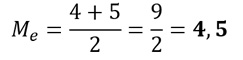 Mₑ = (4 + 5)/2 = 9/2 = 4,5